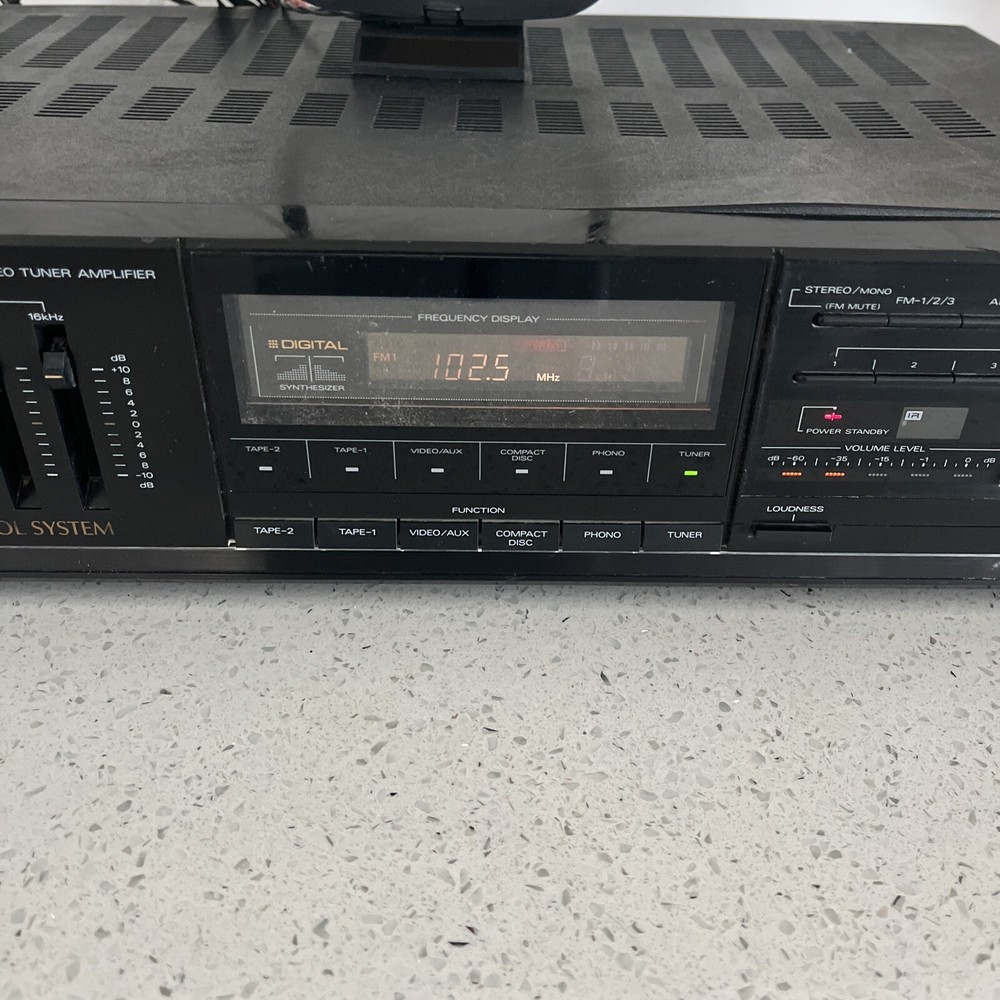 EO TUNER AMPLIFIER
16kHz
dB
+10
8
6
4
2
0
2
4
6
8
-10
dB
OL SYSTEM
FREQUENCY DISPLAY
DIGITAL
SYNTHESIZER
FM1
102.5 MHz
TAPE-2 TAPE-1 VIDEO/AUX COMPACT DISC PHONO TUNER
FUNCTION
TAPE-2 TAPE-1 VIDEO/AUX COMPACT DISC PHONO TUNER
STEREO/MONO
(FM MUTE)
FM-1/2/3
1 2 3
POWER STANDBY
VOLUME LEVEL
dB -60 -35 -15 -1 0 dB
LOUDNESS